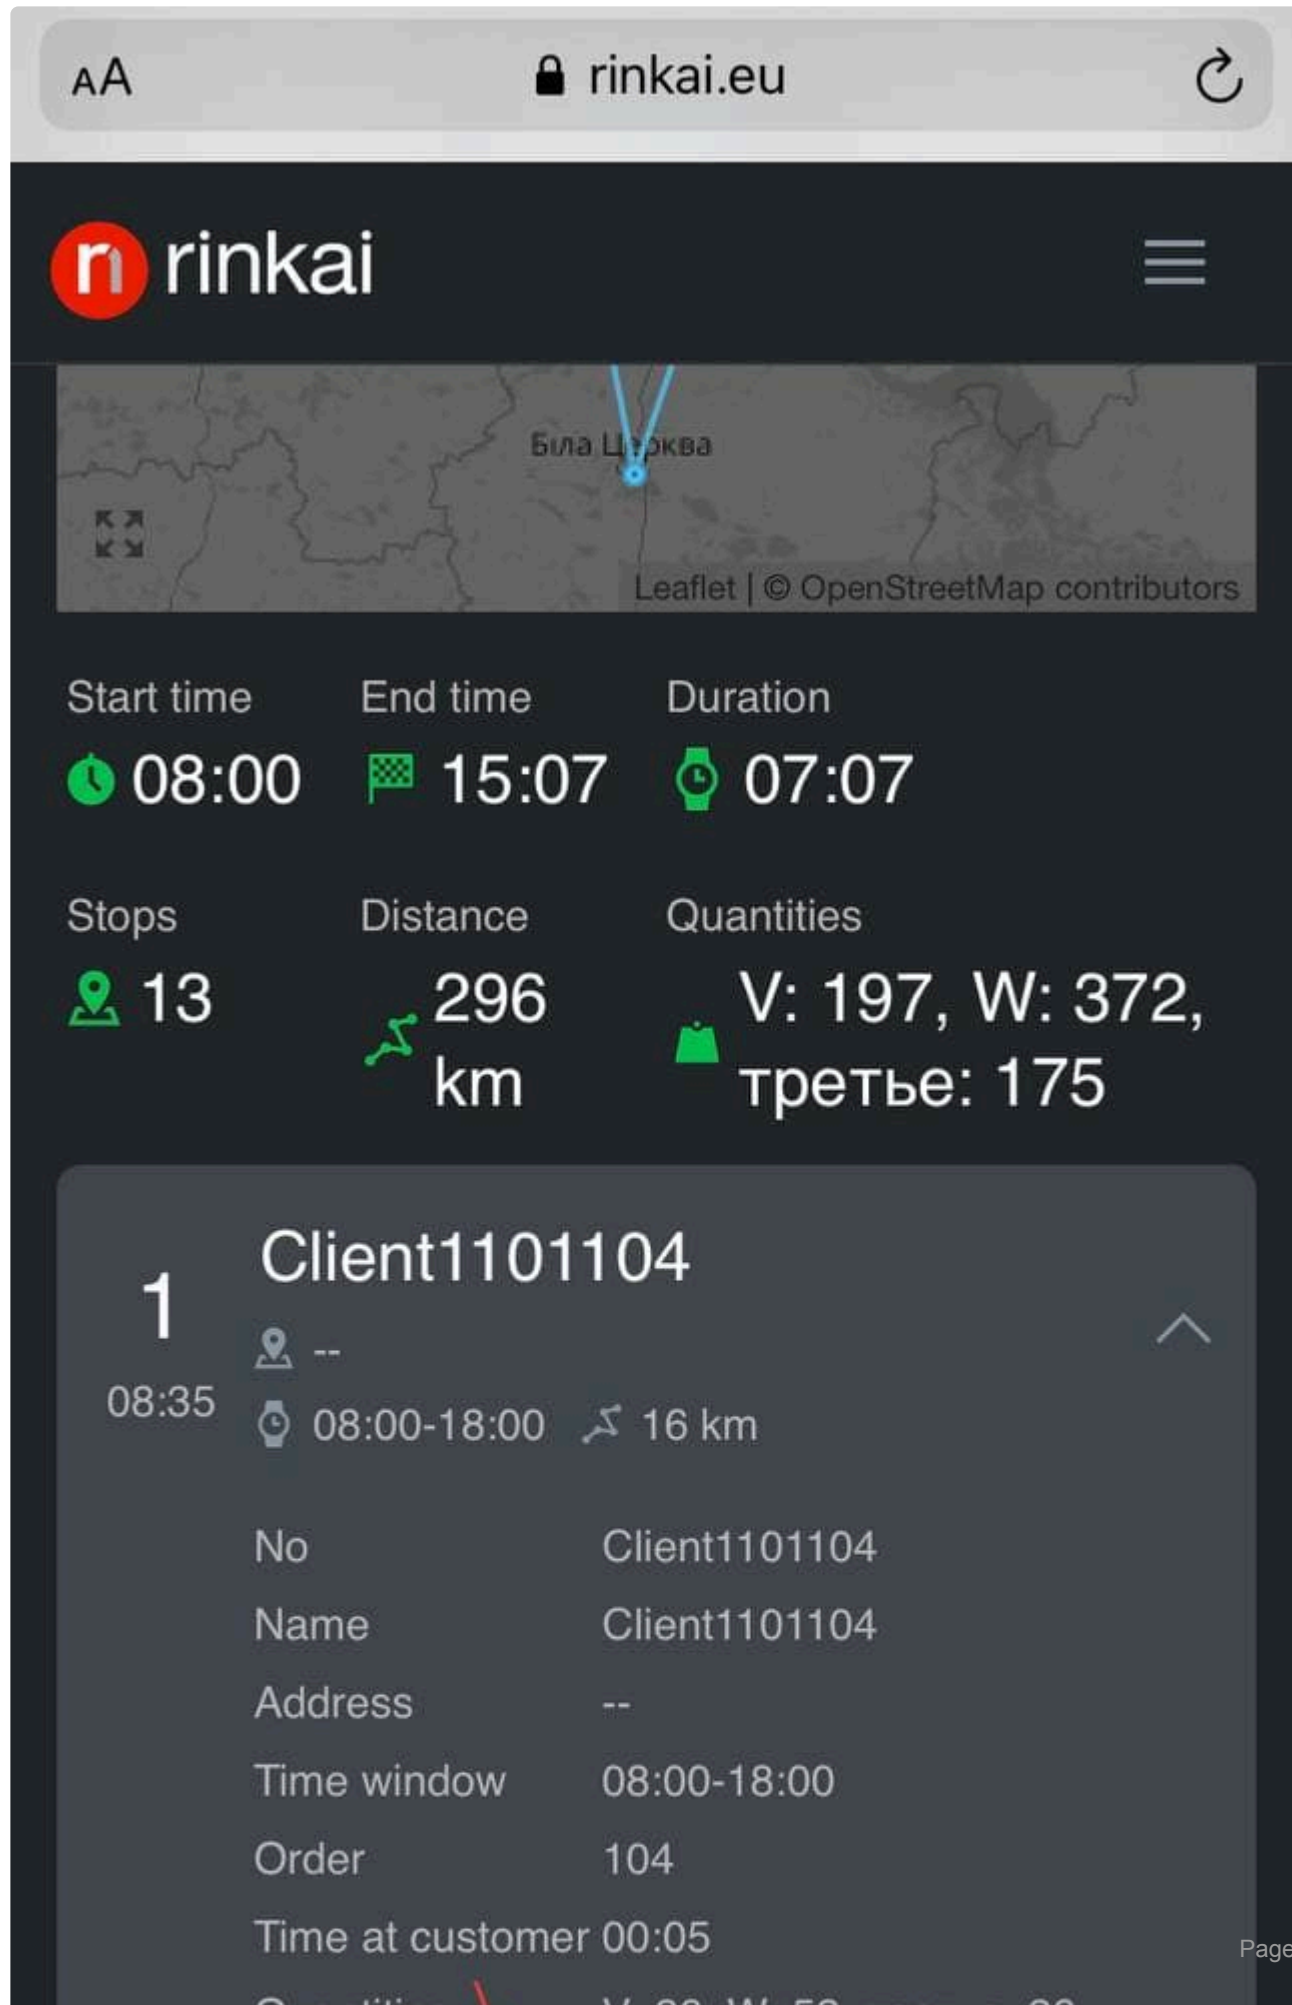 AA rinkai.eu
rinkai
Біла Церква
Leaflet | © OpenStreetMap contributors
Start time End time Duration
08:00 15:07 07:07
Stops Distance Quantities
13 296 km V: 197, W: 372, третье: 175
Client1101104
1
--
08:35
08:00-18:00 16 km
No Client1101104
Name Client1101104
Address --
Time window 08:00-18:00
Order 104
Time at customer 00:05
Page